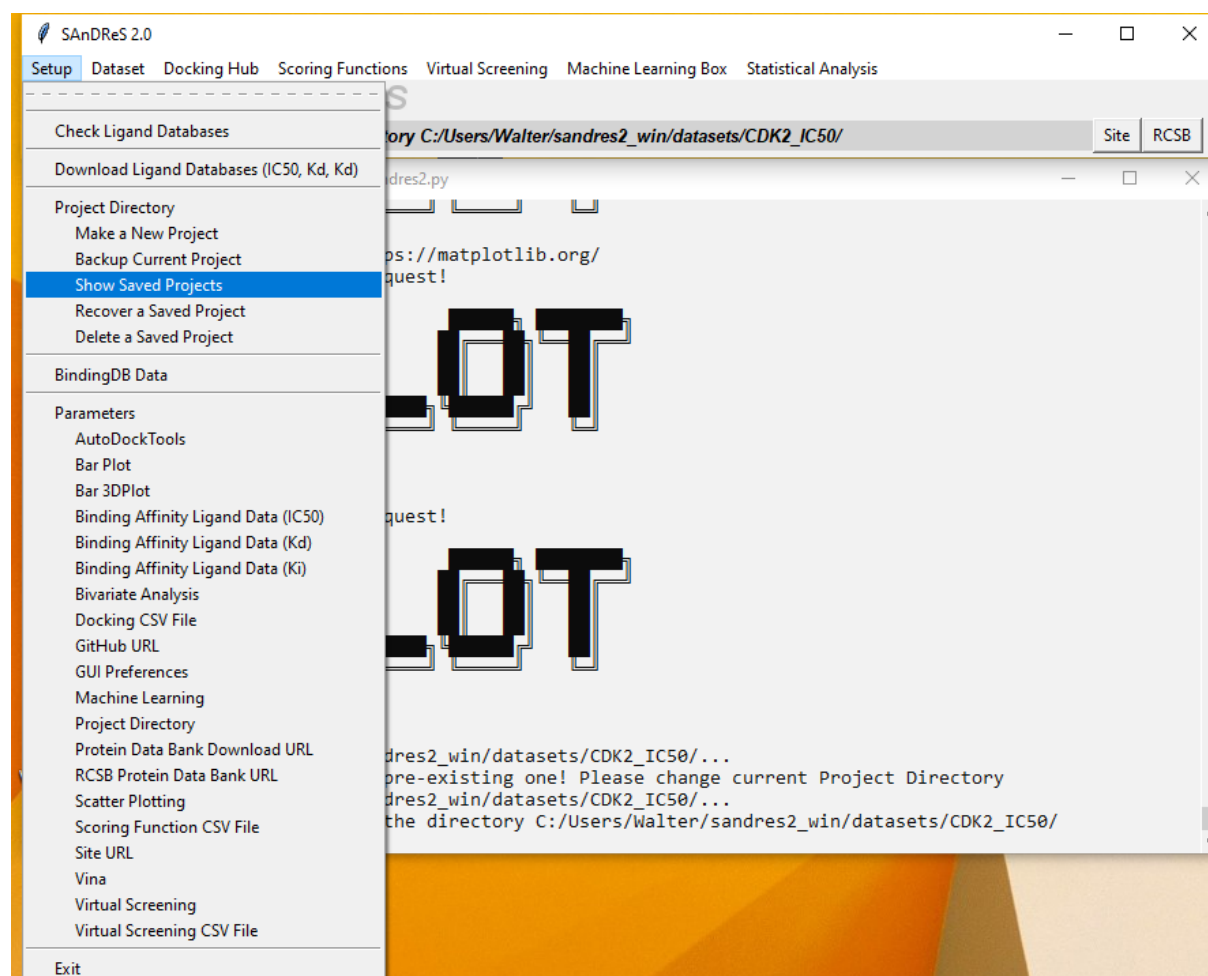 SAnDReS 2.0
Setup Dataset Docking Hub Scoring Functions Virtual Screening Machine Learning Box Statistical Analysis
S
Check Ligand Databases
ory C:/Users/Walter/sandres2_win/datasets/CDK2_IC50/ Site RCSB
Download Ligand Databases (IC50, Kd, Kd)
dres2.py
Project Directory
Make a New Project
Backup Current Project
ps://matplotlib.org/
Show Saved Projects
quest!
Recover a Saved Project
Delete a Saved Project
BindingDB Data
LOT
Parameters
AutoDockTools
Bar Plot
Bar 3DPlot
Binding Affinity Ligand Data (IC50)
quest!
Binding Affinity Ligand Data (Kd)
Binding Affinity Ligand Data (Ki)
Bivariate Analysis
LOT
Docking CSV File
GitHub URL
GUI Preferences
Machine Learning
Project Directory
Protein Data Bank Download URL
dres2_win/datasets/CDK2_IC50/...
RCSB Protein Data Bank URL
pre-existing one! Please change current Project Directory
Scatter Plotting
dres2_win/datasets/CDK2_IC50/...
Scoring Function CSV File
the directory C:/Users/Walter/sandres2_win/datasets/CDK2_IC50/
Site URL
Vina
Virtual Screening
Virtual Screening CSV File
Exit